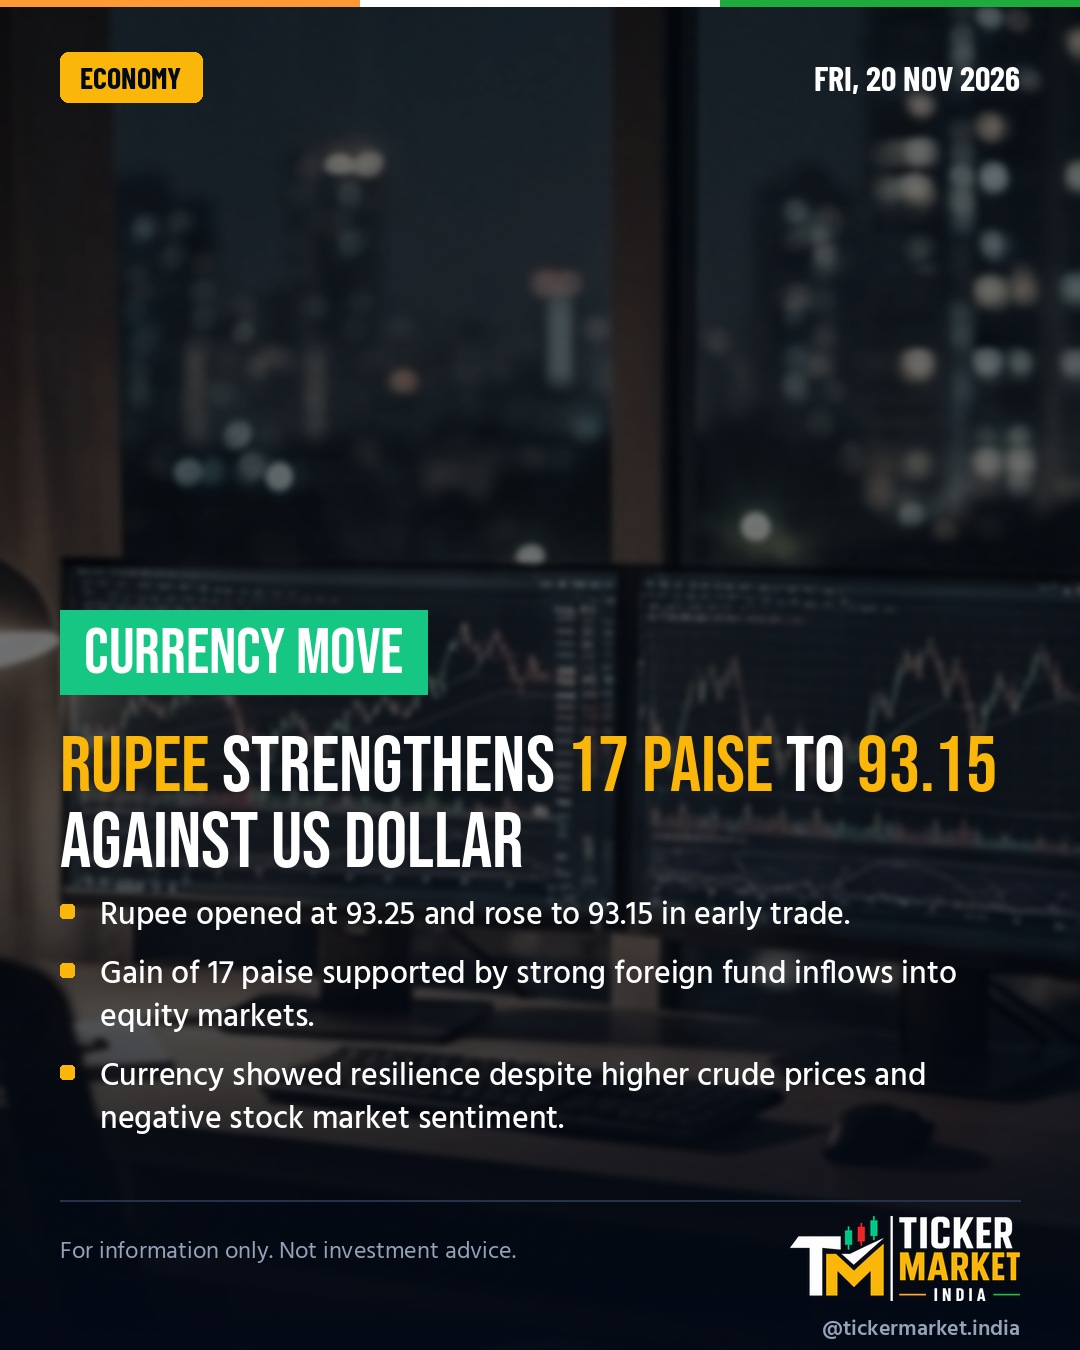 ECONOMY
FRI, 20 NOV 2026
CURRENCY MOVE
RUPEE STRENGTHENS 17 PAISE TO 93.15
AGAINST US DOLLAR
Rupee opened at 93.25 and rose to 93.15 in early trade.
Gain of 17 paise supported by strong foreign fund inflows into
equity markets.
Currency showed resilience despite higher crude prices and
negative stock market sentiment.
For information only. Not investment advice.
TM
TICKER
MARKET
INDIA
@tickermarket.india